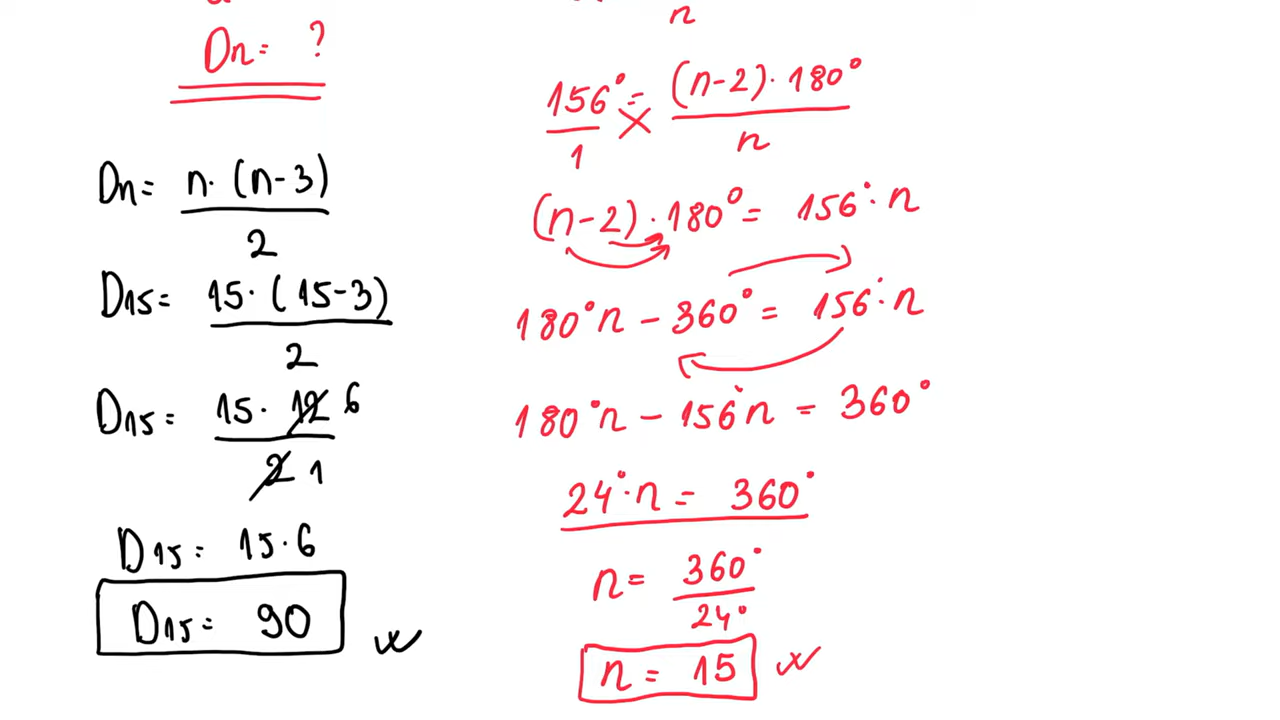 Dn= ?
Dn= n·(n-3)
2
D15= 15·(15-3)
2
D15= 15·12 6
2 1
D15= 15·6
D15= 90
n
156°= (n-2)·180°
1 n
(n-2)·180°= 156°·n
180°n - 360°= 156°·n
180°n - 156°n = 360°
24°·n = 360°
n= 360°
24°
n = 15